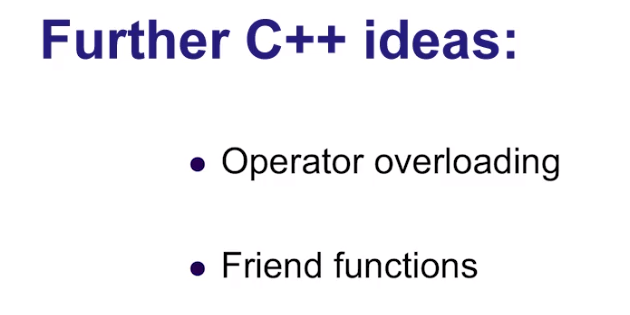 Further C++ ideas:
• Operator overloading
• Friend functions